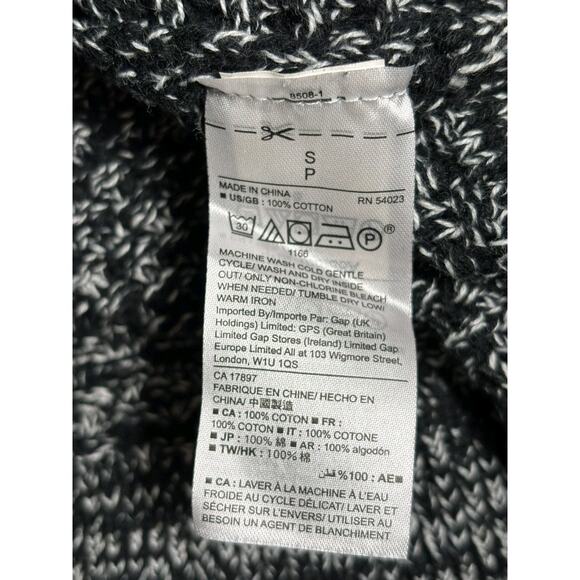 8508-1
S
P
MADE IN CHINA RN 54023
■ US/GB : 100% COTTON
30 P ®
1166
MACHINE WASH COLD GENTLE
CYCLE/ WASH AND DRY INSIDE
OUT/ ONLY NON-CHLORINE BLEACH
WHEN NEEDED/ TUMBLE DRY LOW/
WARM IRON
Imported By/Importe Par: Gap (UK
Holdings) Limited: GPS (Great Britain)
Limited Gap Stores (Ireland) Limited Gap
Europe Limited All at 103 Wigmore Street,
London, W1U 1QS
CA 17897
FABRIQUE EN CHINE/ HECHO EN
CHINA/ 中國製造
■ CA : 100% COTON ■ FR :
100% COTON ■ IT : 100% COTONE
■ JP : 100% 綿 ■ AR : 100% algodón
■ TW/HK : 100% 棉
■ AE: 100% قطن
■ CA : LAVER À LA MACHINE À L'EAU
FROIDE AU CYCLE DÉLICAT/ LAVER ET
SÉCHER SUR L'ENVERS/ UTILISER AU
BESOIN UN AGENT DE BLANCHIMENT